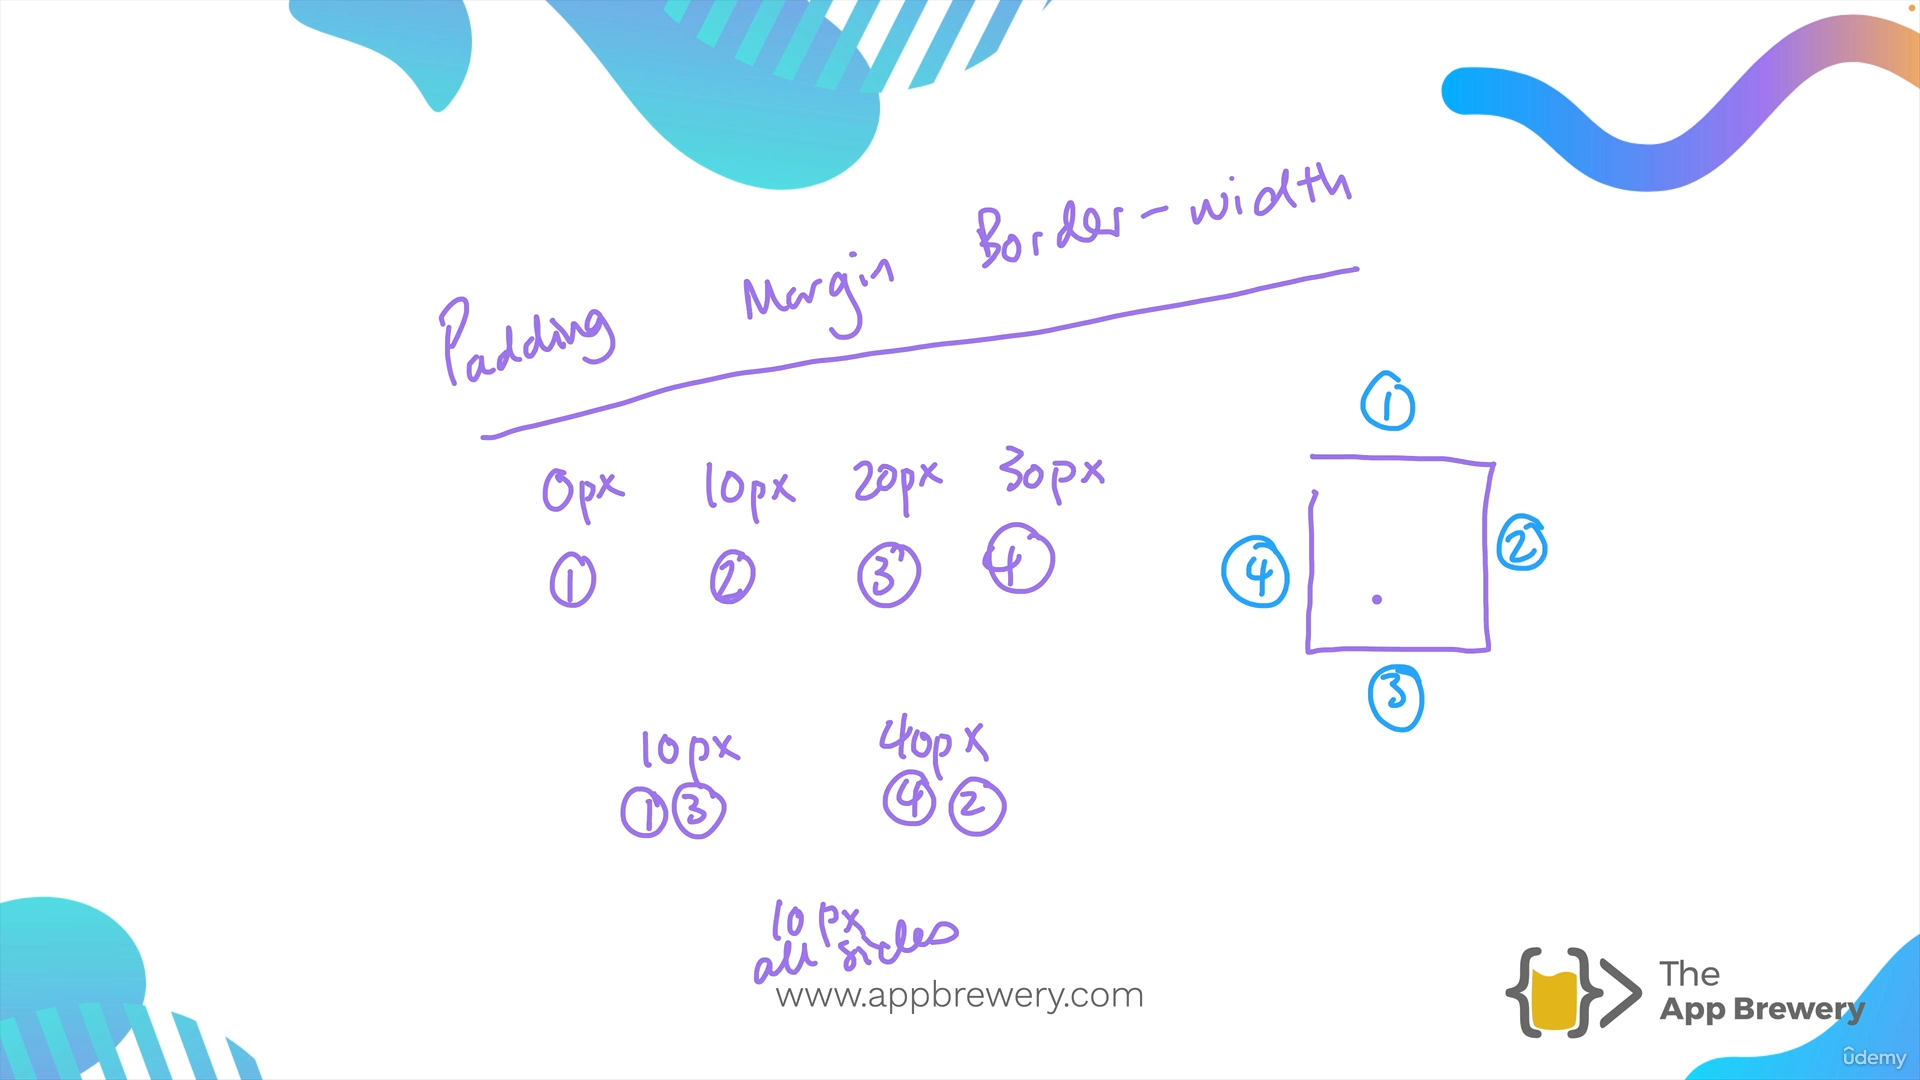 Padding Margin Border-width
0px 10px 20px 30px
1 2 3 4
1
2
4
3
10px 40px
1 3 4 2
10px
all sides
www.appbrewery.com
The
App Brewery
udemy